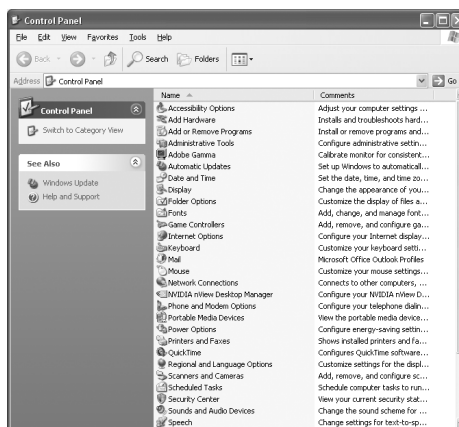 Control Panel
File Edit View Favorites Tools Help
Back Search Folders
Address Control Panel Go
Control Panel
Switch to Category View
See Also
Windows Update
Help and Support
Name Comments
Accessibility Options Adjust your computer settings ...
Add Hardware Installs and troubleshoots hard...
Add or Remove Programs Install or remove programs and...
Administrative Tools Configure administrative settin...
Adobe Gamma Calibrate monitor for consistent...
Automatic Updates Set up Windows to automaticall...
Date and Time Set the date, time, and time zo...
Display Change the appearance of you...
Folder Options Customize the display of files a...
Fonts Add, change, and manage font...
Game Controllers Add, remove, and configure ga...
Internet Options Configure your Internet display...
Keyboard Customize your keyboard setti...
Mail Microsoft Office Outlook Profiles
Mouse Customize your mouse settings...
Network Connections Connects to other computers, ...
NVIDIA nView Desktop Manager Configure your NVIDIA nView D...
Phone and Modem Options Configure your telephone dialin...
Portable Media Devices View the portable media device...
Power Options Configure energy-saving settin...
Printers and Faxes Shows installed printers and fa...
QuickTime Configures QuickTime software...
Regional and Language Options Customize settings for the displ...
Scanners and Cameras Add, remove, and configure sc...
Scheduled Tasks Schedule computer tasks to run...
Security Center View your current security stat...
Sounds and Audio Devices Change the sound scheme for ...
Speech Change settings for text-to-sp...